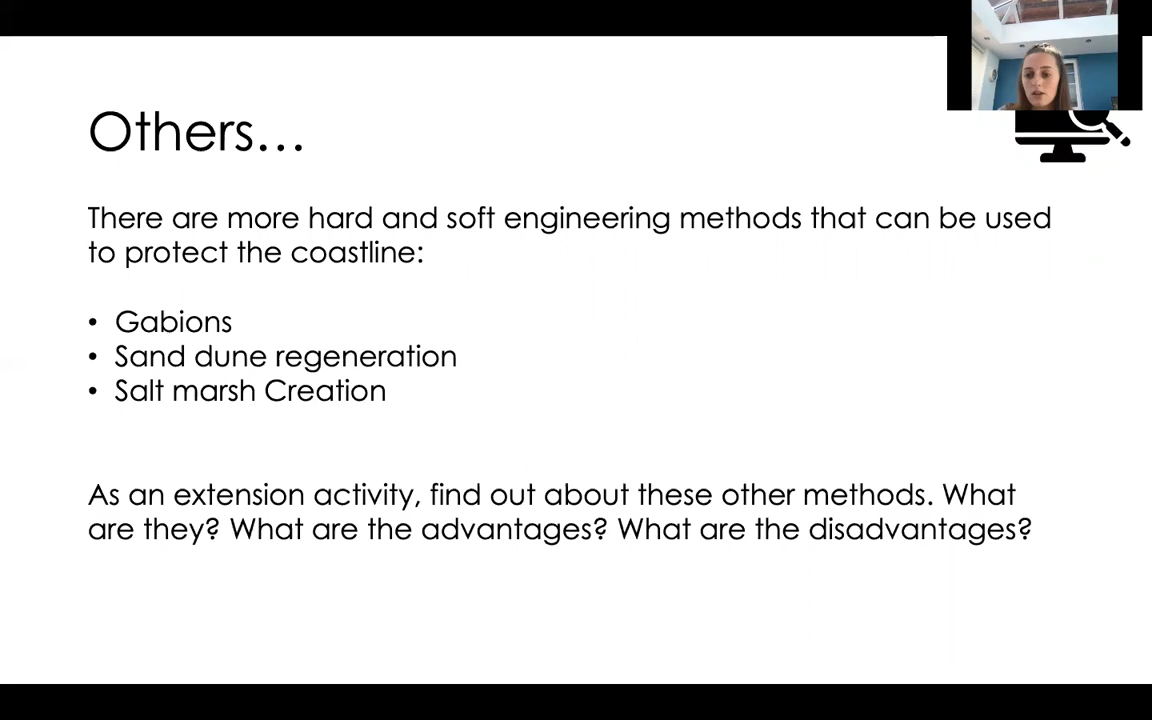 Others...
There are more hard and soft engineering methods that can be used
to protect the coastline:
• Gabions
• Sand dune regeneration
• Salt marsh Creation
As an extension activity, find out about these other methods. What
are they? What are the advantages? What are the disadvantages?